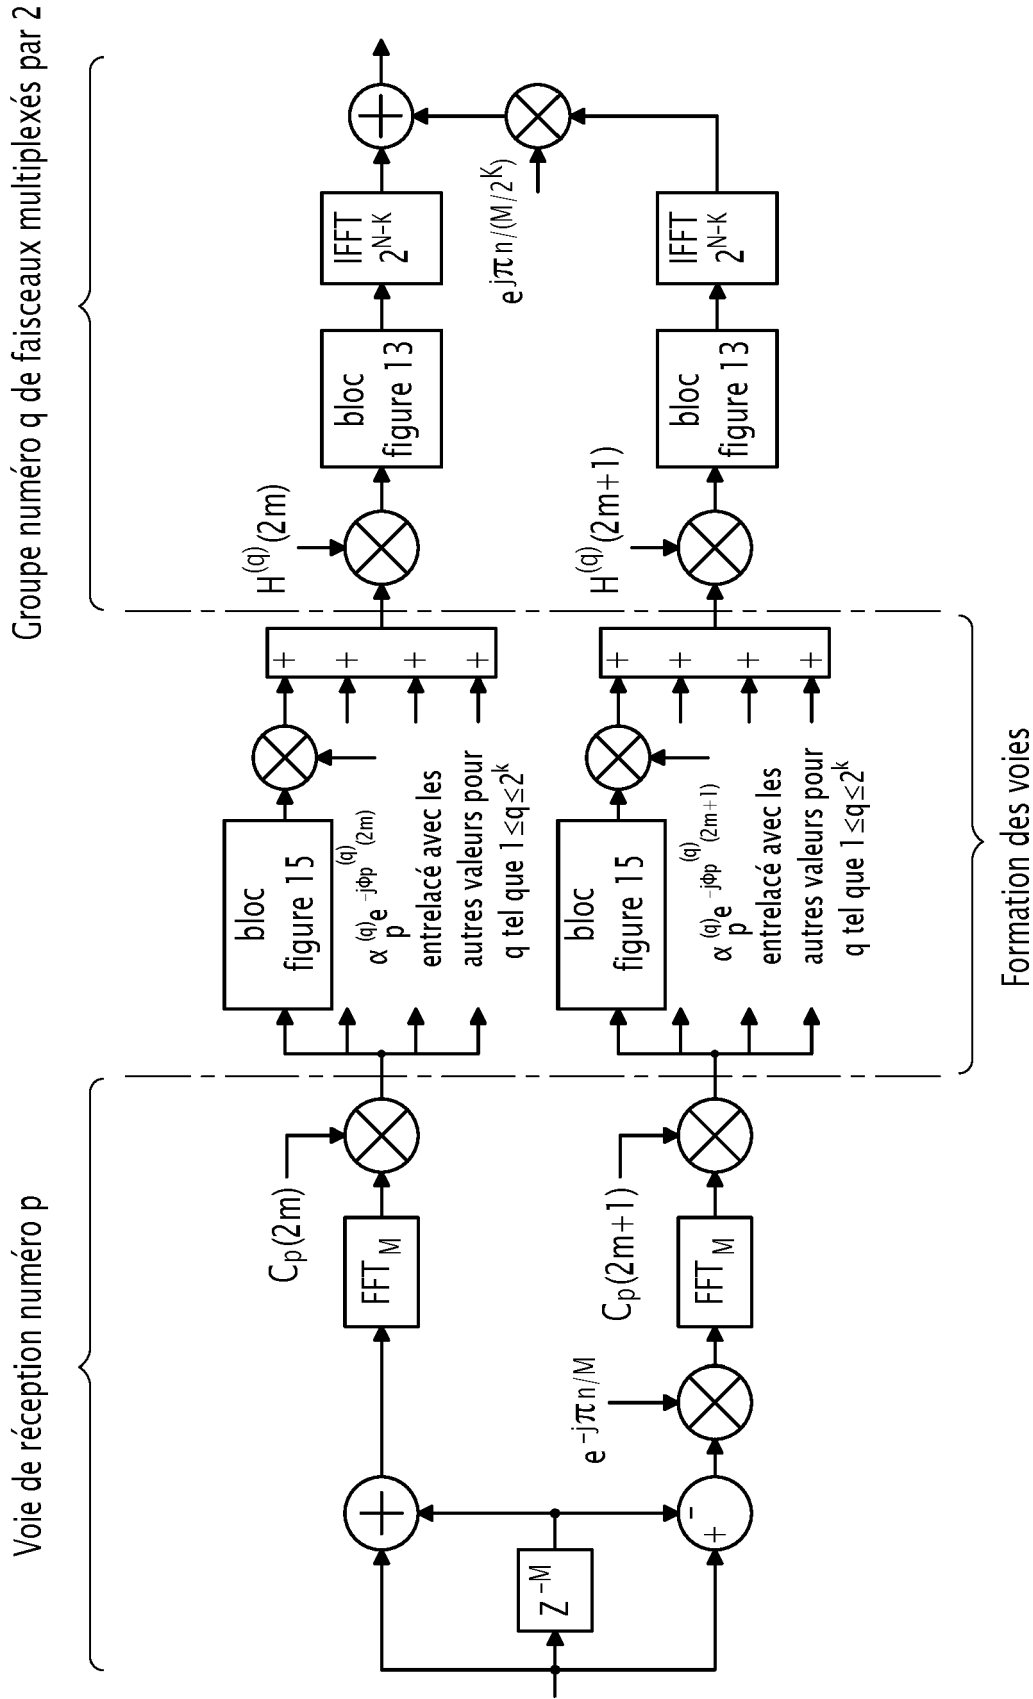 Voie de réception numéro p
Groupe numéro q de faisceaux multiplexés par 2
Formation des voies
Z^-M
+
-
e^-jπn/M
FFT_M
C_p(2m)
FFT_M
C_p(2m+1)
bloc
figure 15
α_p^(q) e^-jΦp^(q)(2m)
entrelacé avec les
autres valeurs pour
q tel que 1≤q≤2^k
+
+
+
+
bloc
figure 15
α_p^(q) e^-jΦp^(q)(2m+1)
entrelacé avec les
autres valeurs pour
q tel que 1≤q≤2^k
+
+
+
+
H^(q)(2m)
bloc
figure 13
IFFT
2^N-K
H^(q)(2m+1)
bloc
figure 13
IFFT
2^N-K
e^jπn/(M/2^K)